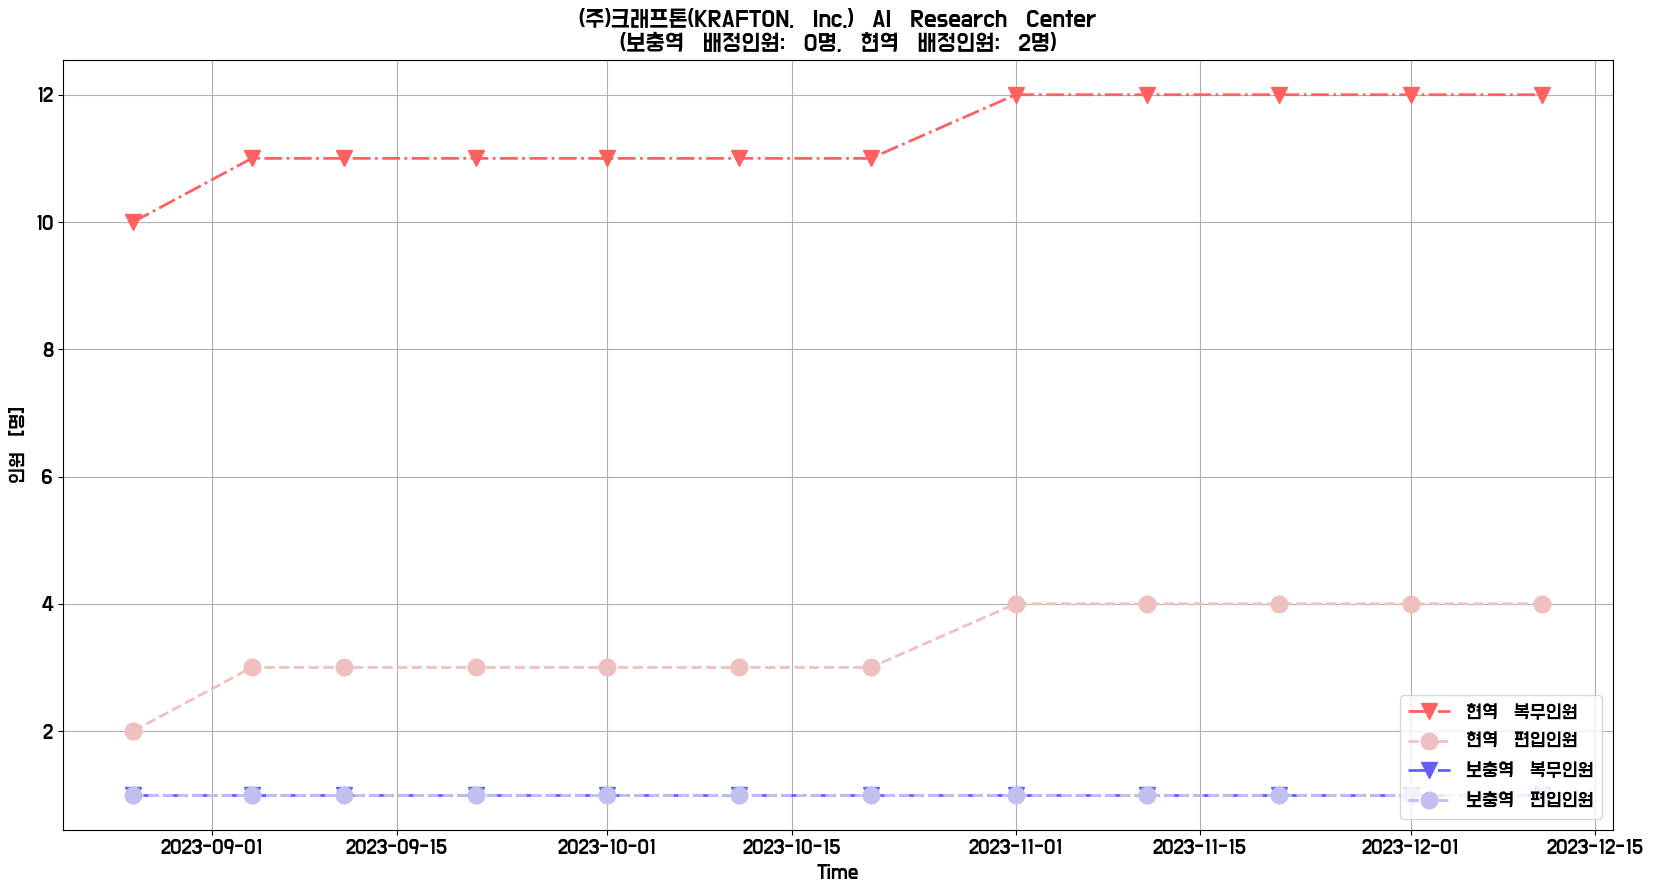 (주)크래프톤(KRAFTON, Inc.) AI Research Center
(보충역 배정인원: 0명, 현역 배정인원: 2명)
12
10
8
6
4
2
인원 [명]
현역 복무인원
현역 편입인원
보충역 복무인원
보충역 편입인원
2023-09-01 2023-09-15 2023-10-01 2023-10-15 2023-11-01 2023-11-15 2023-12-01 2023-12-15
Time